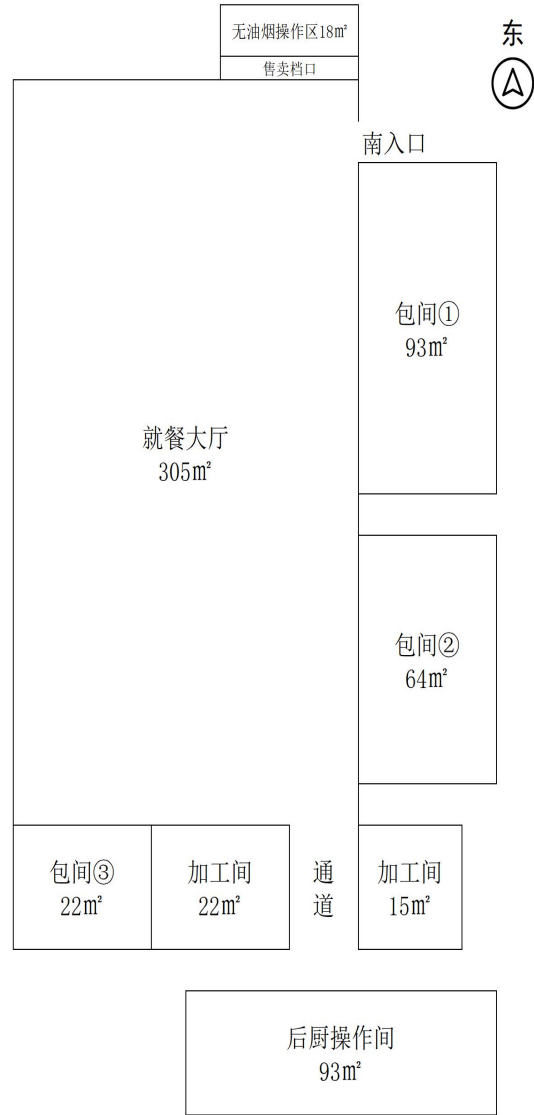 无油烟操作区18㎡
售卖档口
东
南入口
包间①
93㎡
就餐大厅
305㎡
包间②
64㎡
包间③
22㎡
加工间
22㎡
通
道
加工间
15㎡
后厨操作间
93㎡